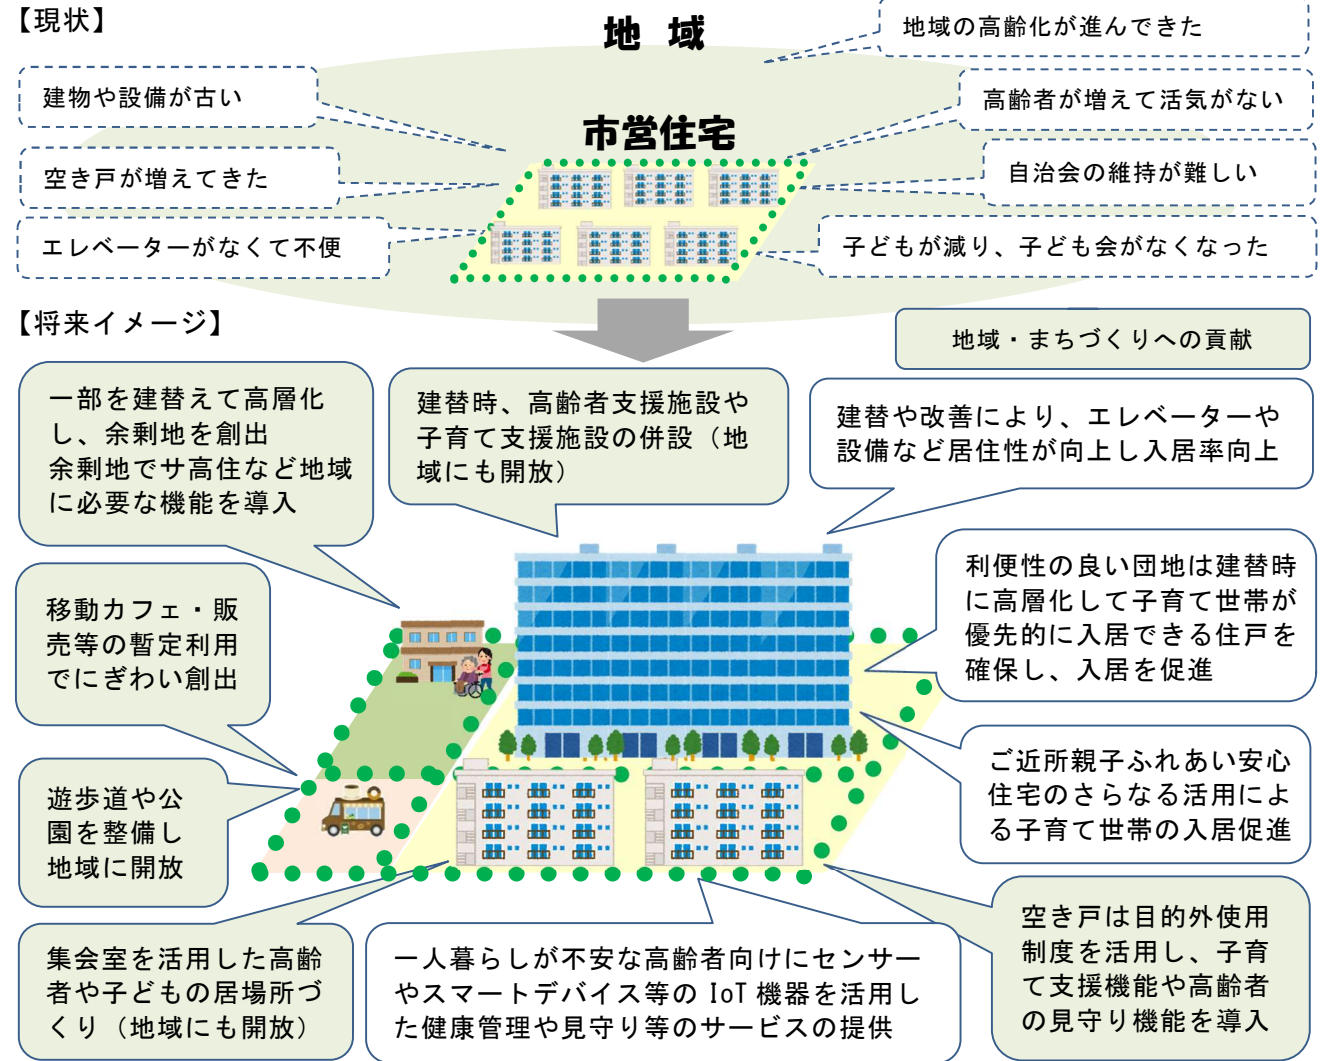 【現状】
地 域
地域の高齢化が進んできた
建物や設備が古い
高齢者が増えて活気がない
市営住宅
空き戸が増えてきた
自治会の維持が難しい
エレベーターがなくて不便
子どもが減り、子ども会がなくなった
【将来イメージ】
地域・まちづくりへの貢献
一部を建替えて高層化
し、余剰地を創出
余剰地でサ高住など地域
に必要な機能を導入
建替時、高齢者支援施設や
子育て支援施設の併設（地
域にも開放）
建替や改善により、エレベーターや
設備など居住性が向上し入居率向上
利便性の良い団地は建替時
に高層化して子育て世帯が
優先的に入居できる住戸を
確保し、入居を促進
移動カフェ・販
売等の暫定利用
でにぎわい創出
ご近所親子ふれあい安心
住宅のさらなる活用によ
る子育て世帯の入居促進
遊歩道や公
園を整備し
地域に開放
集会室を活用した高齢
者や子どもの居場所づ
くり（地域にも開放）
一人暮らしが不安な高齢者向けにセンサー
やスマートデバイス等の IoT 機器を活用し
た健康管理や見守り等のサービスの提供
空き戸は目的外使用
制度を活用し、子育
て支援機能や高齢者
の見守り機能を導入